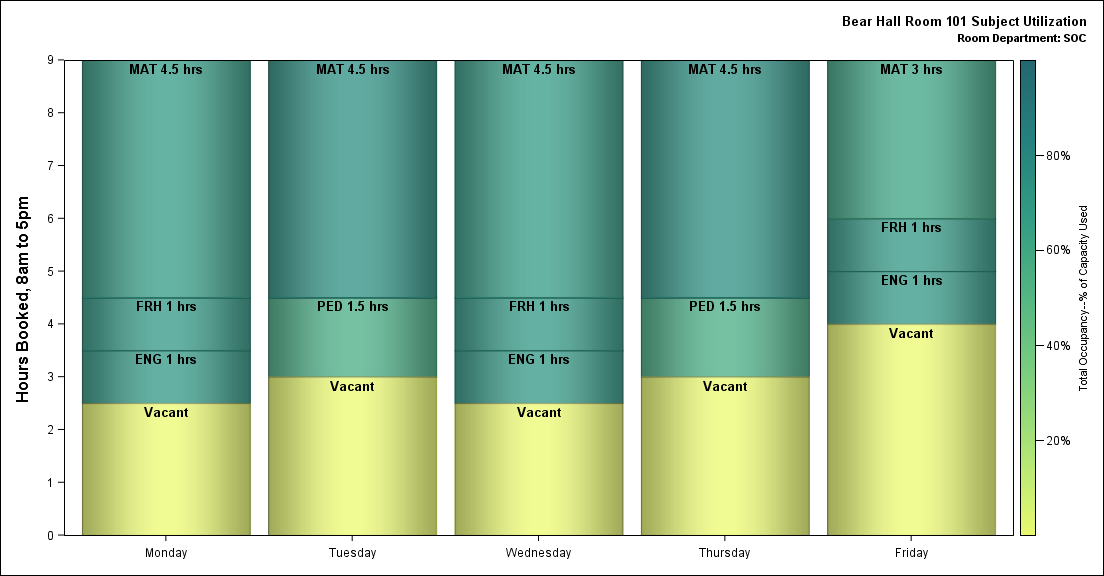 Bear Hall Room 101 Subject Utilization
Room Department: SOC
Hours Booked, 8am to 5pm
9
8
7
6
5
4
3
2
1
0
MAT 4.5 hrs
FRH 1 hrs
ENG 1 hrs
Vacant
MAT 4.5 hrs
PED 1.5 hrs
Vacant
MAT 4.5 hrs
FRH 1 hrs
ENG 1 hrs
Vacant
MAT 4.5 hrs
PED 1.5 hrs
Vacant
MAT 3 hrs
FRH 1 hrs
ENG 1 hrs
Vacant
Monday
Tuesday
Wednesday
Thursday
Friday
80%
60%
40%
20%
Total Occupancy--% of Capacity Used